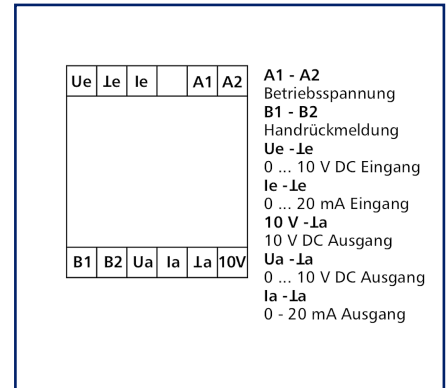 Ue ⊥e Ie A1 A2
B1 B2 Ua Ia ⊥a 10V
A1 - A2
Betriebsspannung
B1 - B2
Handrückmeldung
Ue -⊥e
0 ... 10 V DC Eingang
Ie -⊥e
0 ... 20 mA Eingang
10 V -⊥a
10 V DC Ausgang
Ua -⊥a
0 ... 10 V DC Ausgang
Ia -⊥a
0 - 20 mA Ausgang